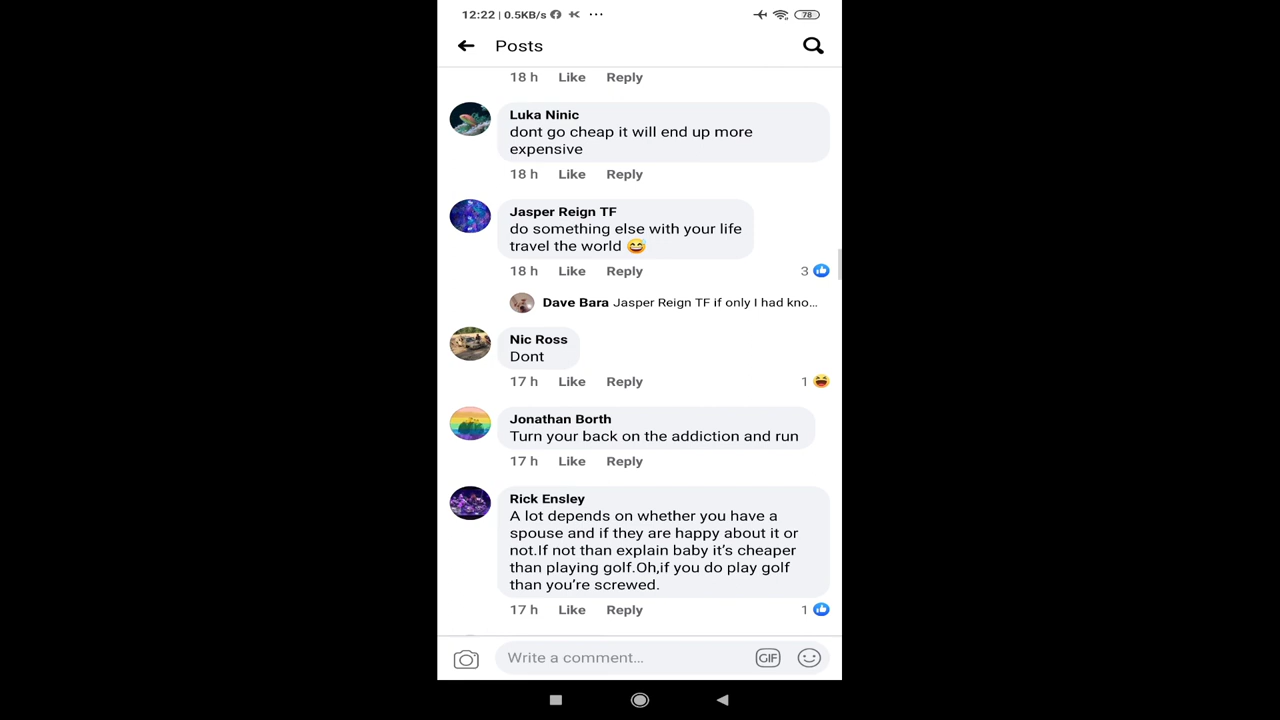 12:22 | 0.5KB/s ...
78
Posts
18 h Like Reply
Luka Ninic
dont go cheap it will end up more
expensive
18 h Like Reply
Jasper Reign TF
do something else with your life
travel the world 😅
18 h Like Reply 3
Dave Bara Jasper Reign TF if only I had kno...
Nic Ross
Dont
17 h Like Reply 1
Jonathan Borth
Turn your back on the addiction and run
17 h Like Reply
Rick Ensley
A lot depends on whether you have a
spouse and if they are happy about it or
not.If not than explain baby it’s cheaper
than playing golf.Oh,if you do play golf
than you’re screwed.
17 h Like Reply 1
Write a comment...
GIF